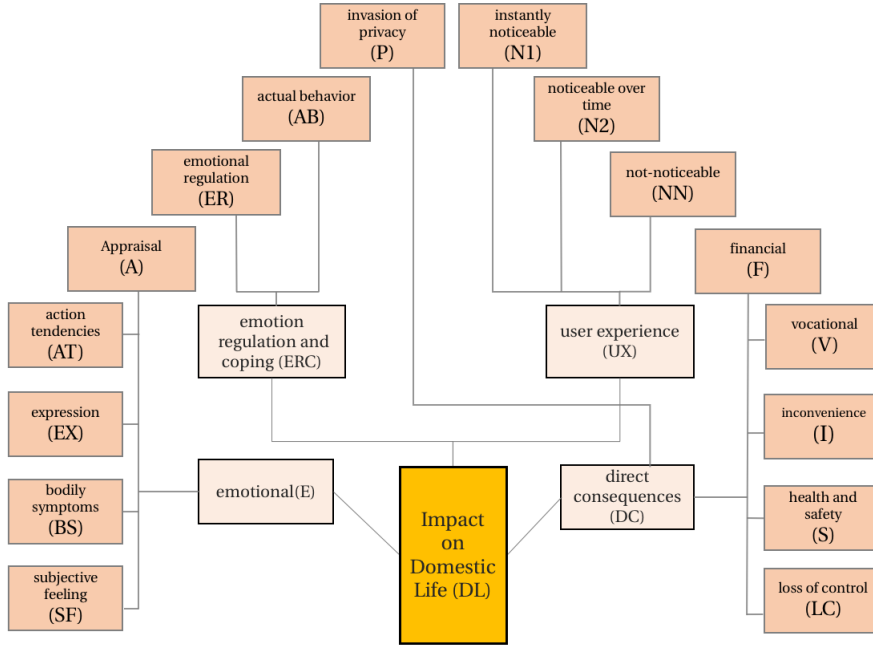 invasion of
privacy
(P)
instantly
noticeable
(N1)
actual behavior
(AB)
noticeable over
time
(N2)
emotional
regulation
(ER)
not-noticeable
(NN)
Appraisal
(A)
financial
(F)
action
tendencies
(AT)
emotion
regulation and
coping (ERC)
user experience
(UX)
vocational
(V)
expression
(EX)
inconvenience
(I)
bodily
symptoms
(BS)
emotional(E)
Impact
on
Domestic
Life (DL)
direct
consequences
(DC)
health and
safety
(S)
subjective
feeling
(SF)
loss of control
(LC)